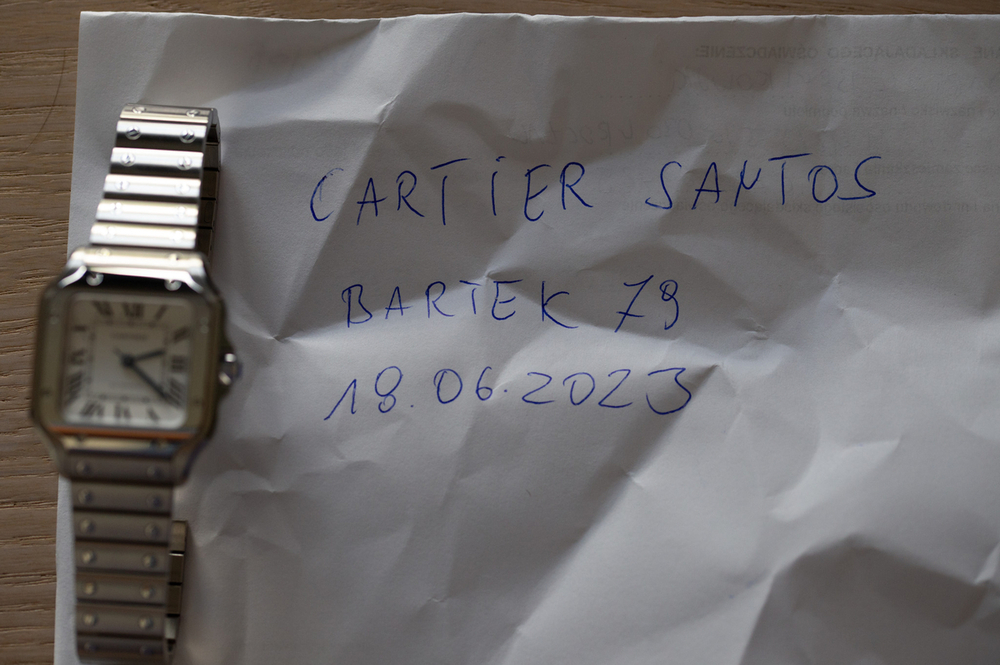 CARTIER SANTOS
BARTEK 79
18.06.2023